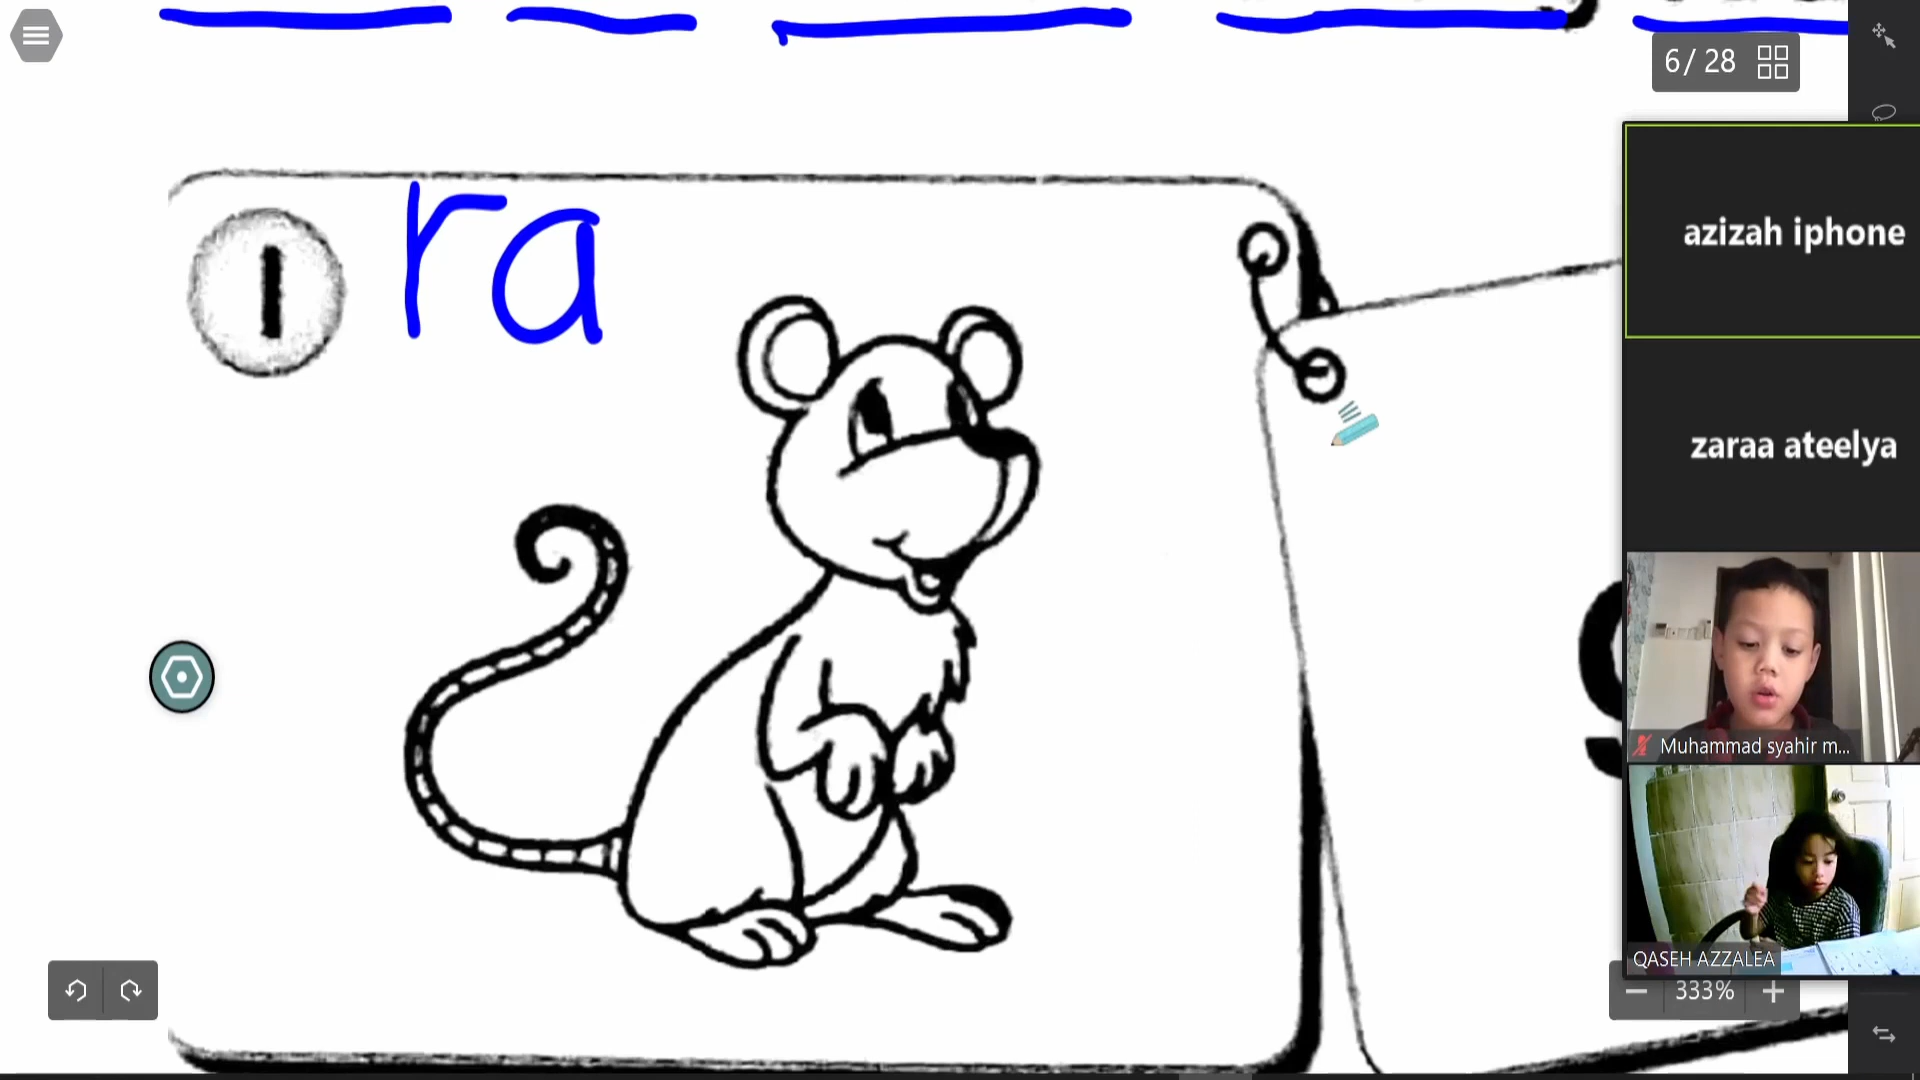 6/ 28
1 ra
azizah iphone
zaraa ateelya
Muhammad syahir m...
QASEH AZZALEA
333%